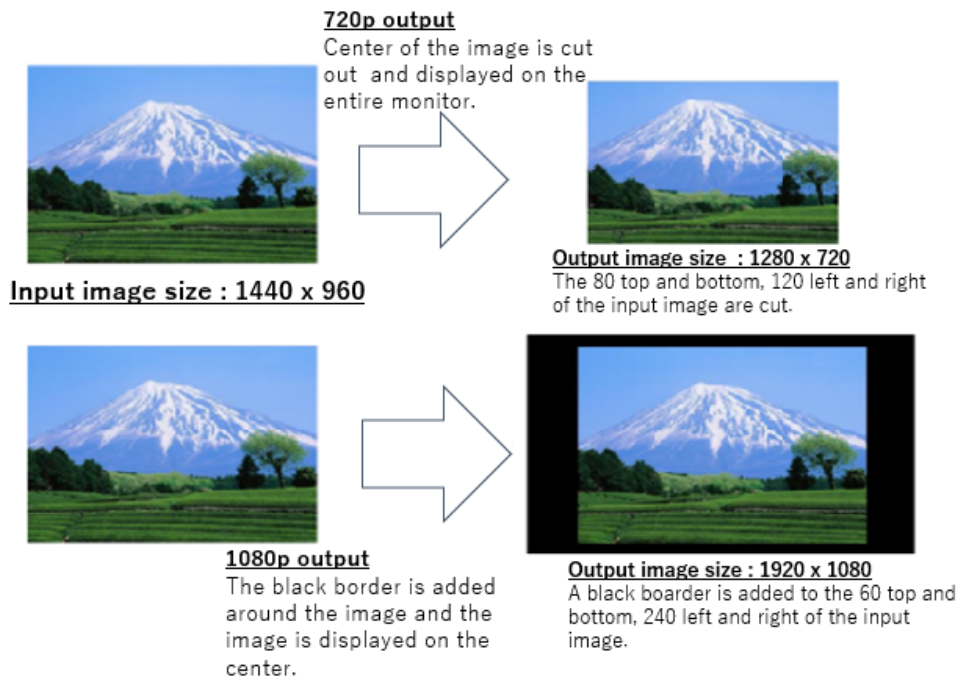 720p output
Center of the image is cut
out and displayed on the
entire monitor.
Input image size : 1440 x 960
Output image size : 1280 x 720
The 80 top and bottom, 120 left and right
of the input image are cut.
1080p output
The black border is added
around the image and the
image is displayed on the
center.
Output image size : 1920 x 1080
A black boarder is added to the 60 top and
bottom, 240 left and right of the input
image.